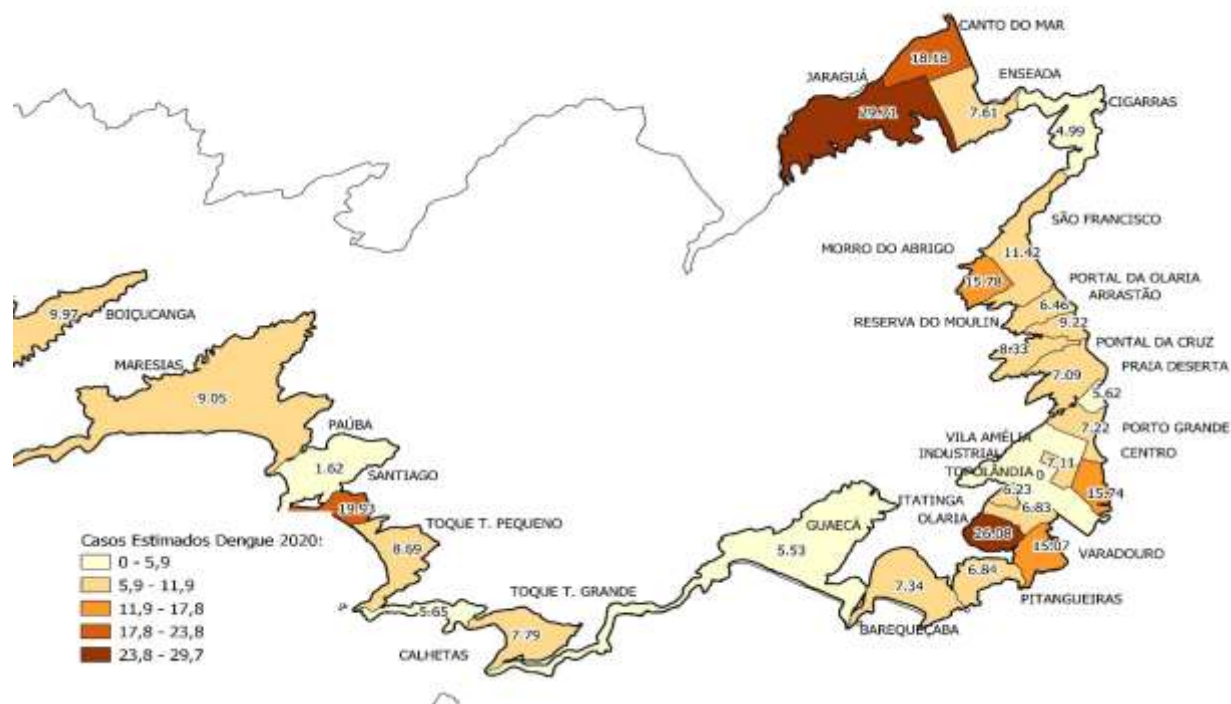 CANTO DO MAR
18.18
JARAGUÁ
ENSEADA
29.71
7.61
CIGARRAS
4.99
SÃO FRANCISCO
MORRO DO ABRIGO
11.42
15.78
PORTAL DA OLARIA
ARRASTÃO
6.46
RESERVA DO MOULIN
9.22
9.97
BOIÇUCANGA
PONTAL DA CRUZ
8.33
MARESIAS
PRAIA DESERTA
7.09
5.62
9.05
PAÚBA
PORTO GRANDE
7.22
VILA AMÉLIA
INDUSTRIAL
CENTRO
1.62
SANTIAGO
TOPOLÂNDIA
7.11
0
6.23
15.74
19.93
ITATINGA
6.83
TOQUE T. PEQUENO
GUAECÁ
OLARIA
26.08
15.07
VARADOURO
8.69
5.53
Casos Estimados Dengue 2020:
0 - 5,9
5,9 - 11,9
11,9 - 17,8
17,8 - 23,8
23,8 - 29,7
6.84
7.34
TOQUE T. GRANDE
PITANGUEIRAS
5.65
BAREQUEÇABA
7.79
CALHETAS